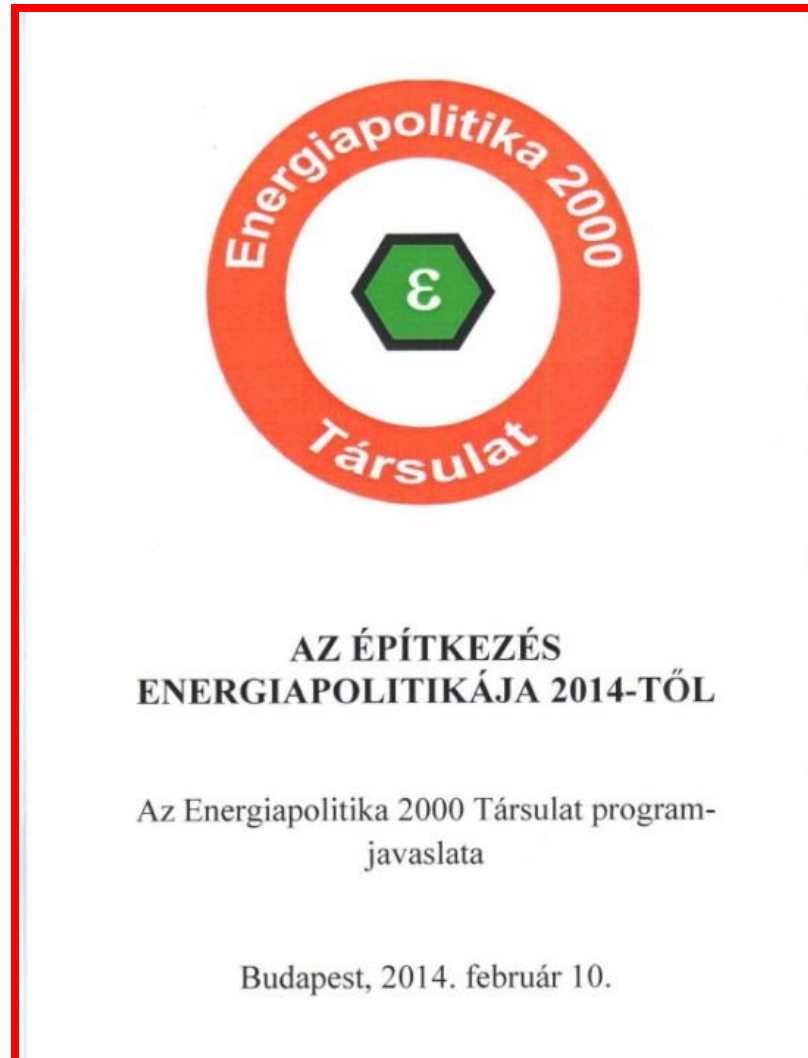 Energiapolitika 2000
ε
Társulat
AZ ÉPÍTKEZÉS
ENERGIAPOLITIKÁJA 2014-TŐL
Az Energiapolitika 2000 Társulat program-
javaslata
Budapest, 2014. február 10.